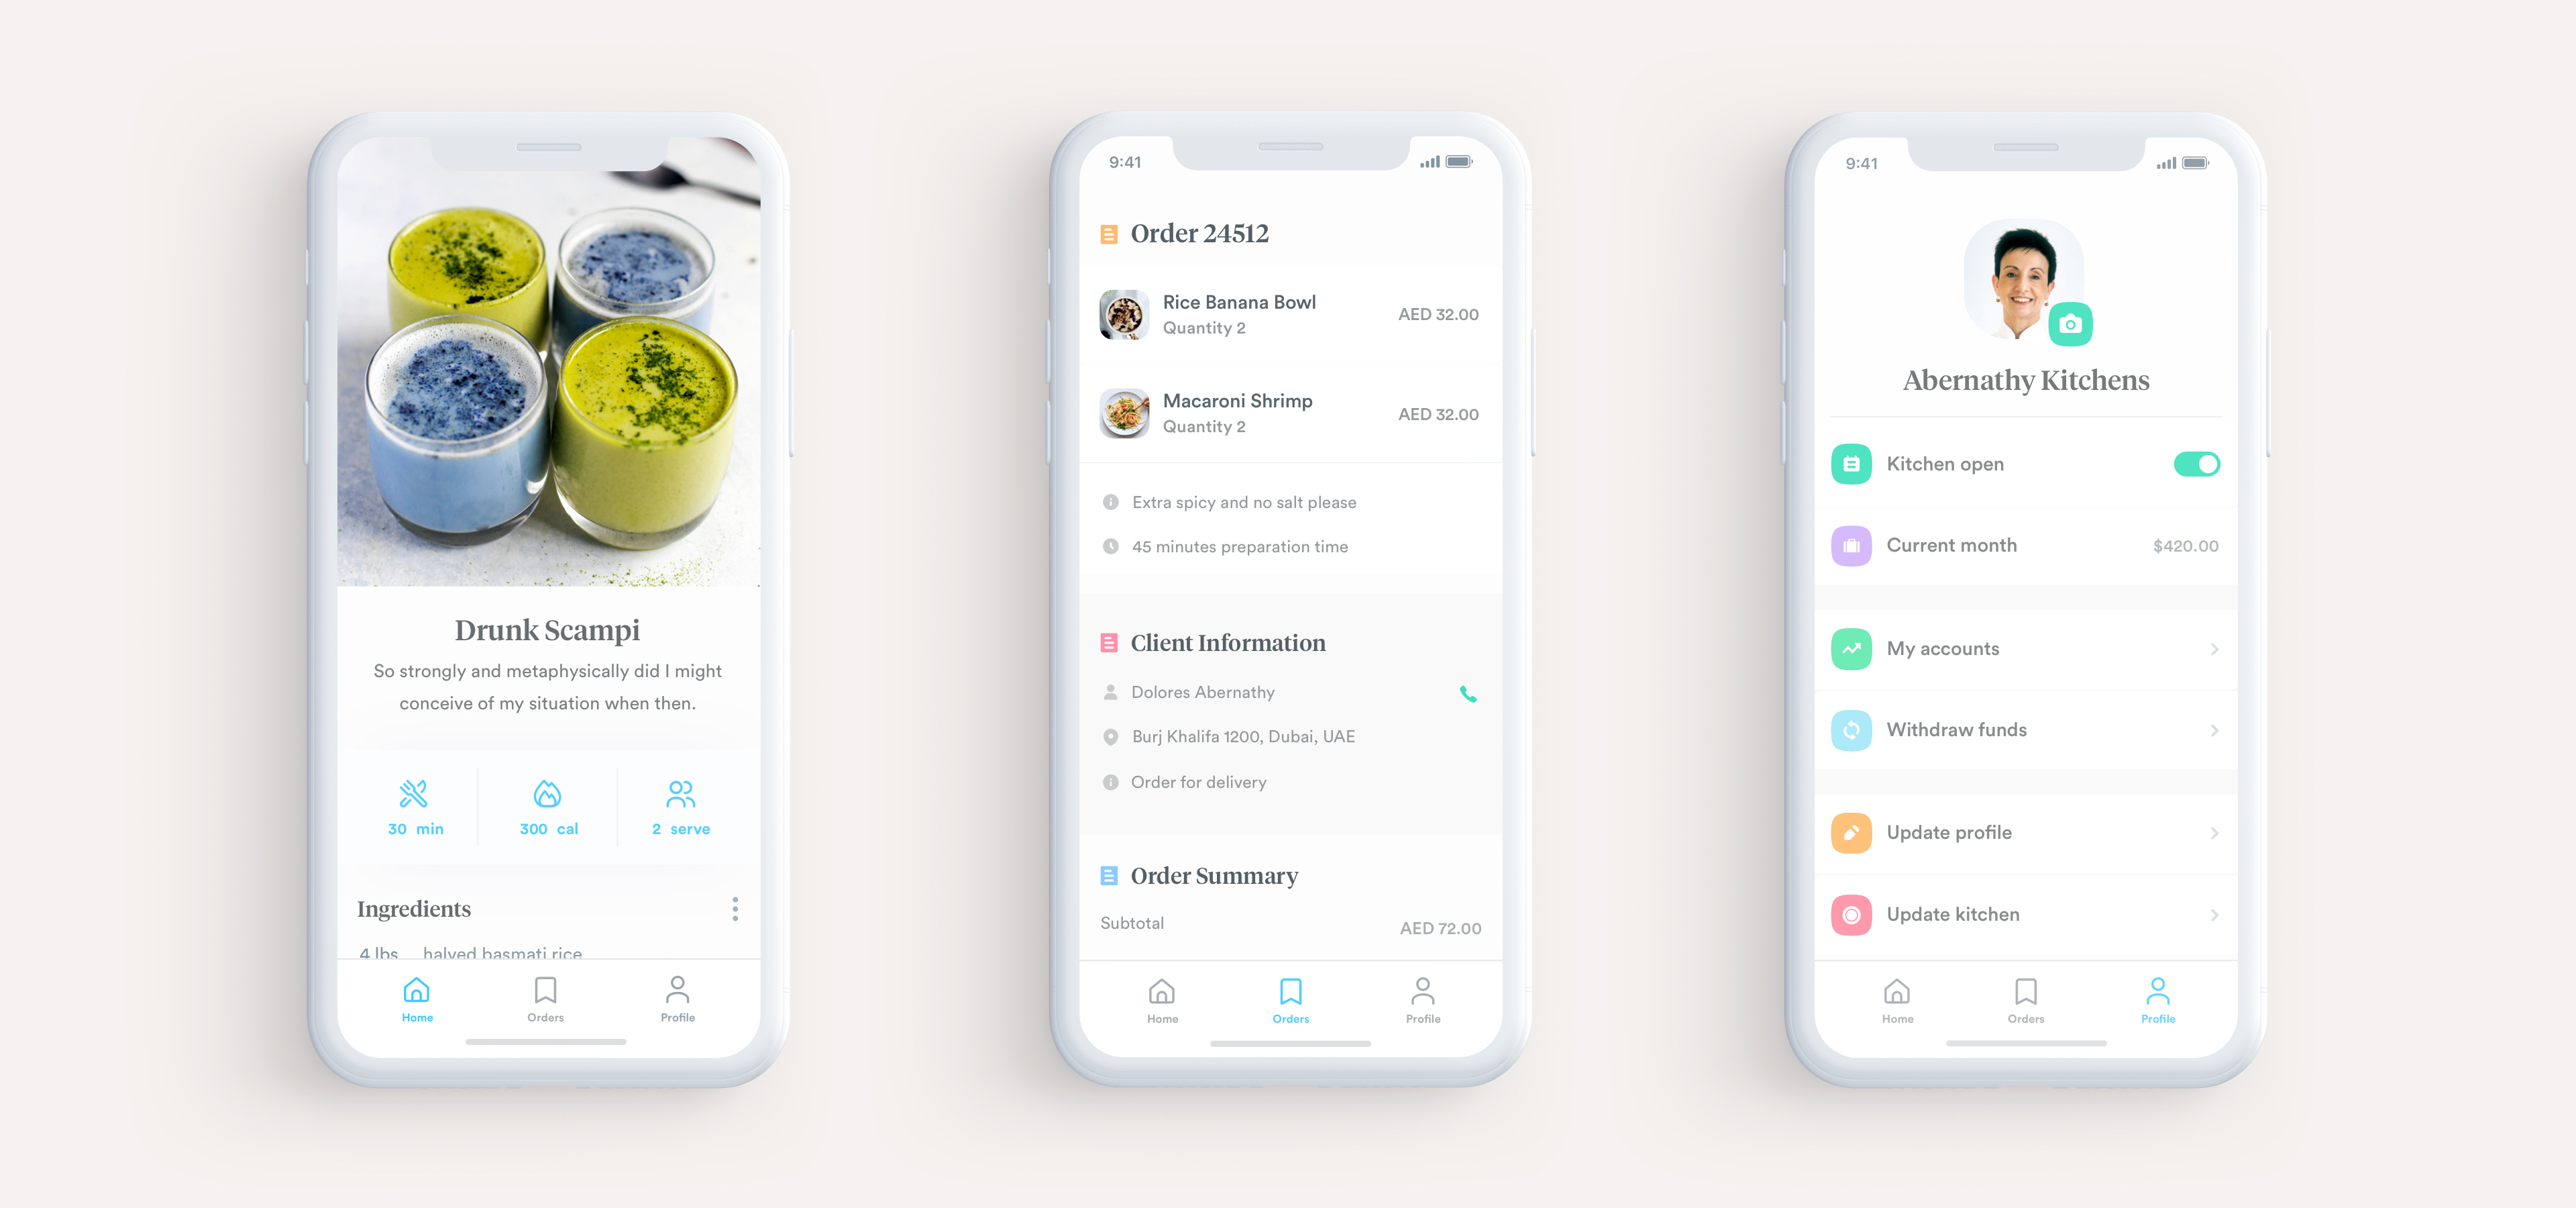 Drunk Scampi
So strongly and metaphysically did I might
conceive of my situation when then.
30 min
300 cal
2 serve
Ingredients
4 lbs halved basmati rice
Home
Orders
Profile
9:41
Order 24512
Rice Banana Bowl
Quantity 2
AED 32.00
Macaroni Shrimp
Quantity 2
AED 32.00
Extra spicy and no salt please
45 minutes preparation time
Client Information
Dolores Abernathy
Burj Khalifa 1200, Dubai, UAE
Order for delivery
Order Summary
Subtotal
AED 72.00
Home
Orders
Profile
9:41
Abernathy Kitchens
Kitchen open
Current month
$420.00
My accounts
Withdraw funds
Update profile
Update kitchen
Home
Orders
Profile